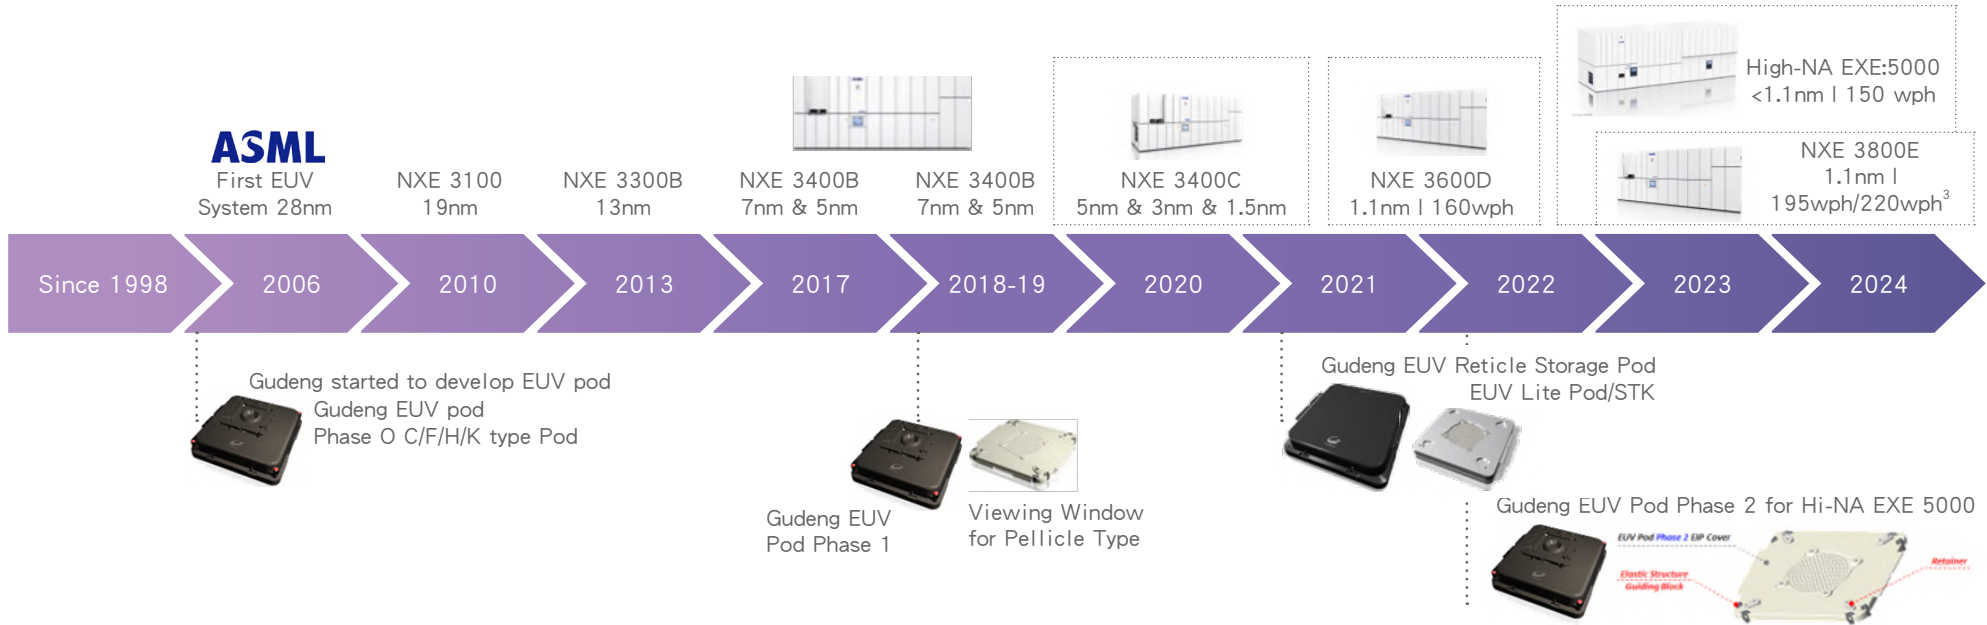 ASML
First EUV
System 28nm
NXE 3100
19nm
NXE 3300B
13nm
NXE 3400B
7nm & 5nm
NXE 3400B
7nm & 5nm
NXE 3400C
5nm & 3nm & 1.5nm
NXE 3600D
1.1nm | 160wph
High-NA EXE:5000
<1.1nm | 150 wph
NXE 3800E
1.1nm |
195wph/220wph³
Since 1998
2006
2010
2013
2017
2018-19
2020
2021
2022
2023
2024
Gudeng started to develop EUV pod
Gudeng EUV pod
Phase O C/F/H/K type Pod
Gudeng EUV
Pod Phase 1
Viewing Window
for Pellicle Type
Gudeng EUV Reticle Storage Pod
EUV Lite Pod/STK
Gudeng EUV Pod Phase 2 for Hi-NA EXE 5000
EUV Pod Phase 2 EIP Cover
Elastic Structure
Guiding Block
Retainer